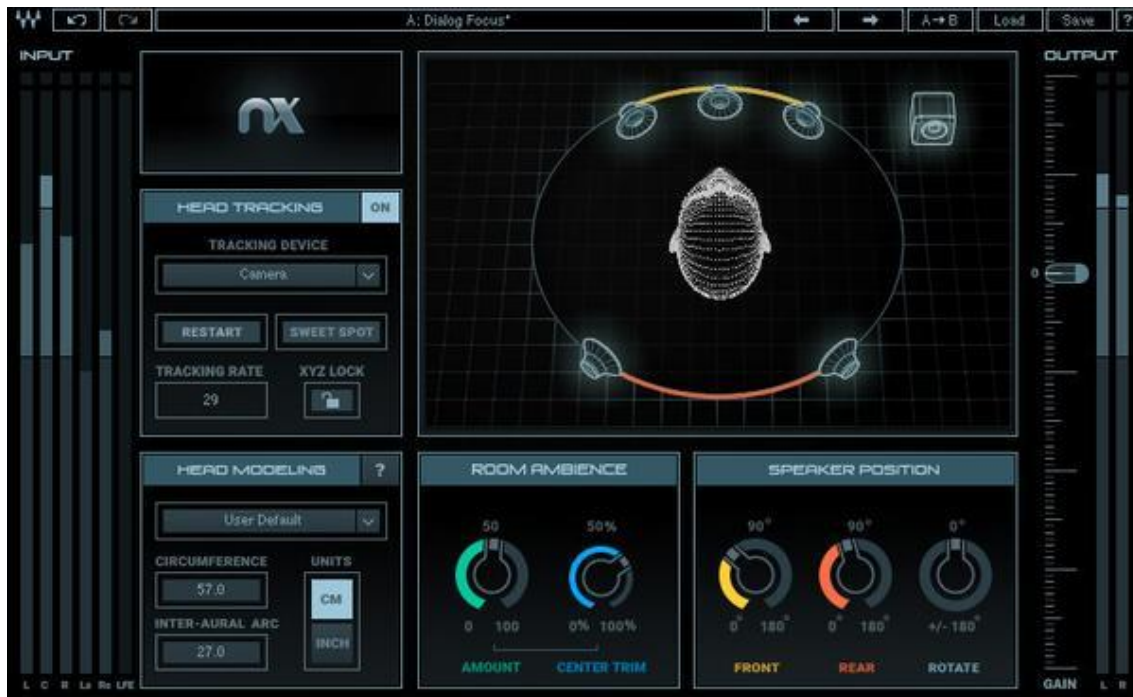 A: Dialog Focus*
A→B
Load
Save
?
INPUT
OUTPUT
nx
HEAD TRACKING
ON
TRACKING DEVICE
Camera
RESTART
SWEET SPOT
TRACKING RATE
XYZ LOCK
29
HEAD MODELING
?
User Default
CIRCUMFERENCE
UNITS
57.0
CM
INTER-AURAL ARC
27.0
INCH
ROOM AMBIENCE
50
50%
0 100
0% 100%
AMOUNT
CENTER TRIM
SPEAKER POSITION
90°
90°
0°
0° 180°
0° 180°
+/- 180°
FRONT
REAR
ROTATE
0
L C R Ls Rs LFE
GAIN
L R